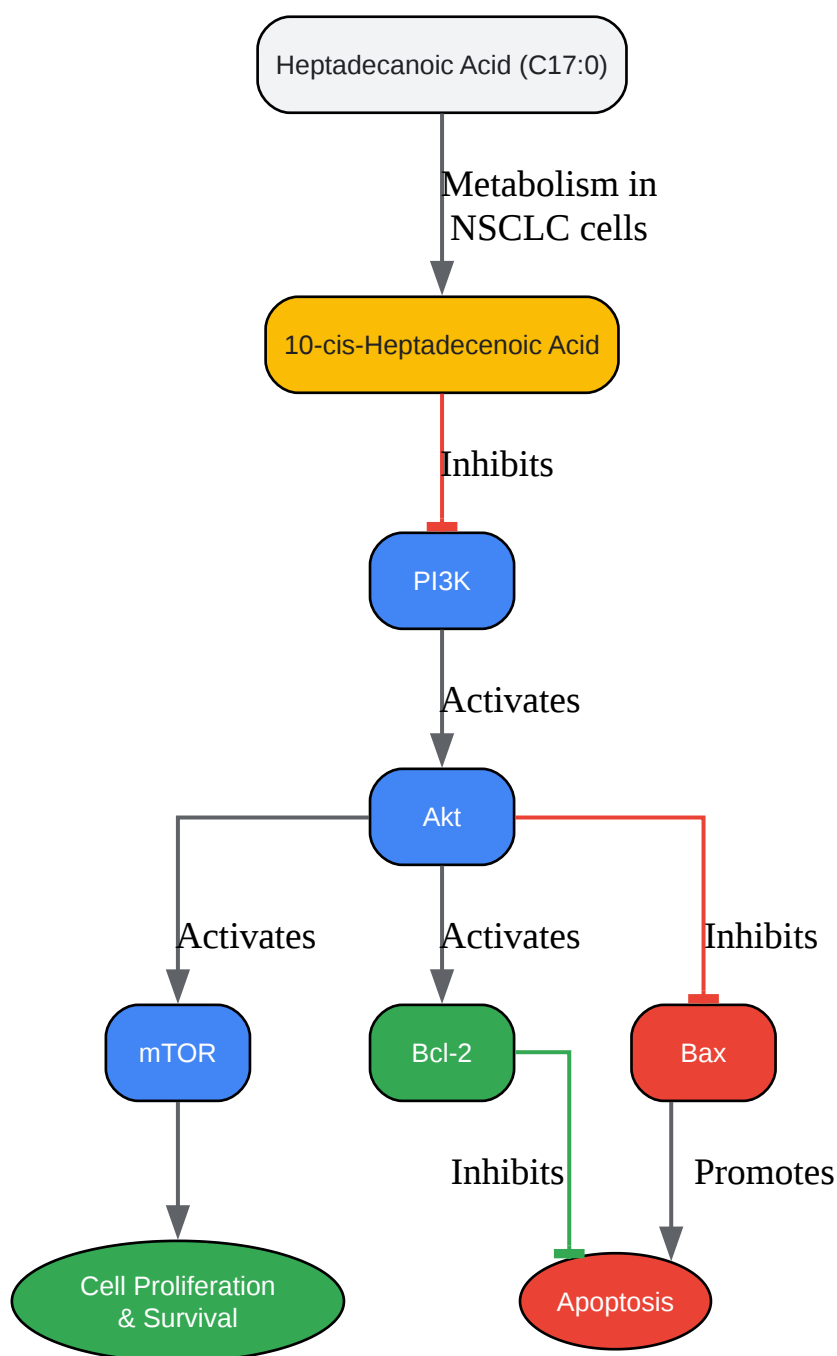 Heptadecanoic Acid (C17:0)
Metabolism in
NSCLC cells
10-cis-Heptadecenoic Acid
Inhibits
PI3K
Activates
Akt
Activates
Activates
Inhibits
mTOR
Bcl-2
Bax
Inhibits
Promotes
Cell Proliferation
& Survival
Apoptosis